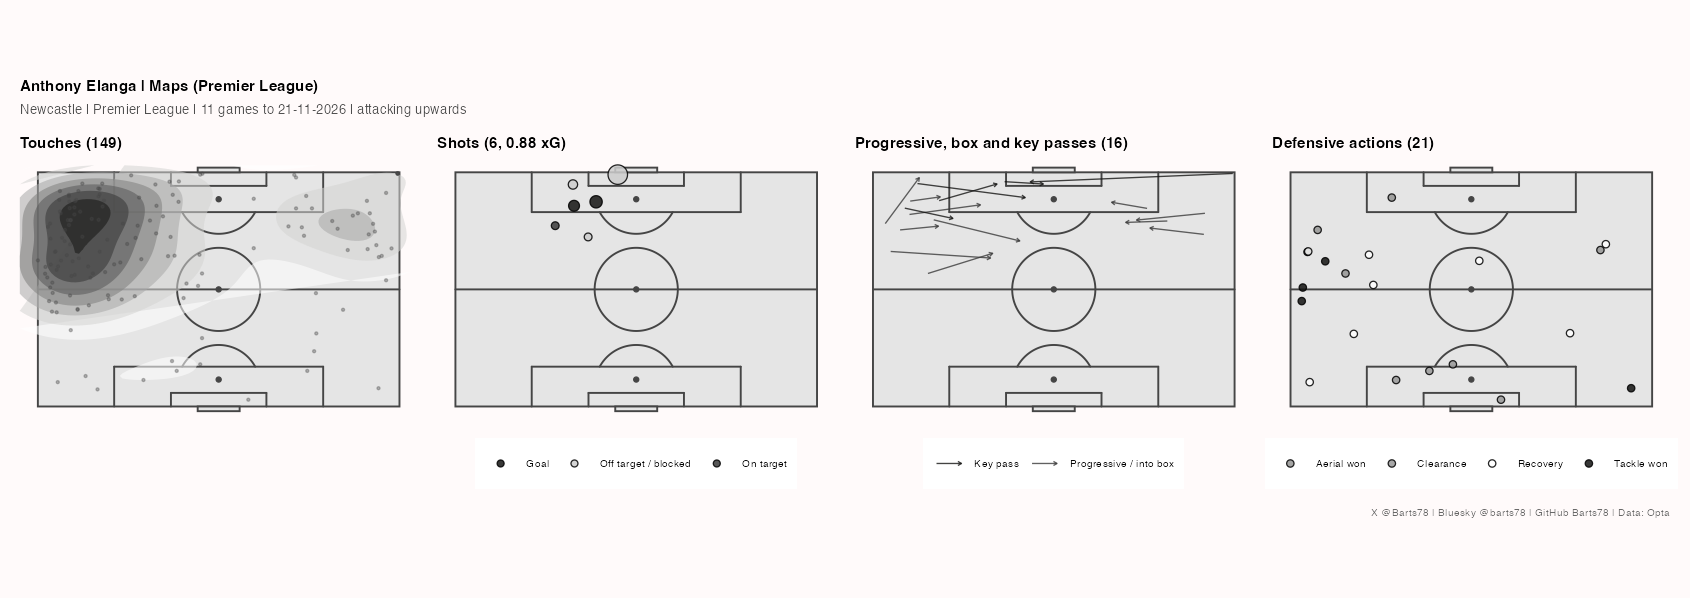 Anthony Elanga | Maps (Premier League)
Newcastle | Premier League | 11 games to 21-11-2026 | attacking upwards
Touches (149)
Shots (6, 0.88 xG)
Progressive, box and key passes (16)
Defensive actions (21)
Goal
Off target / blocked
On target
Key pass
Progressive / into box
Aerial won
Clearance
Recovery
Tackle won
X @Barts78 | Bluesky @barts78 | GitHub Barts78 | Data: Opta